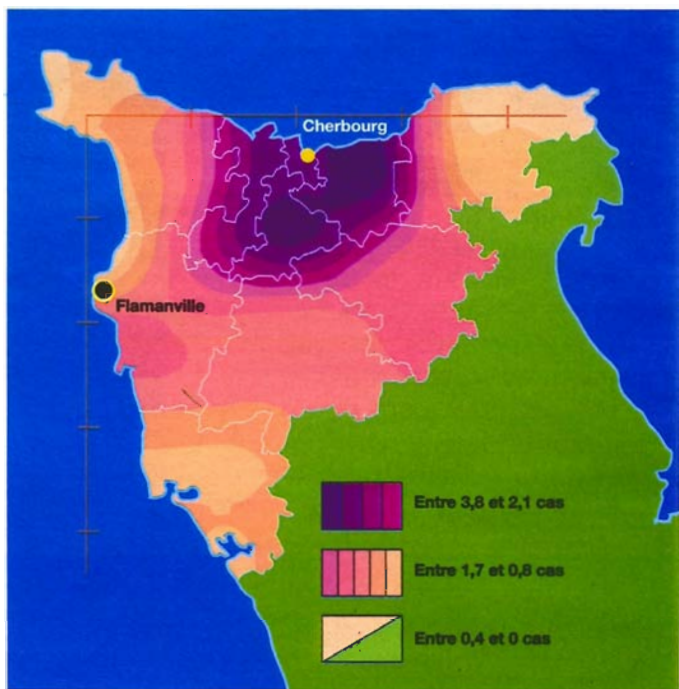 Cherbourg
Flamanville
Entre 3,8 et 2,1 cas
Entre 1,7 et 0,8 cas
Entre 0,4 et 0 cas